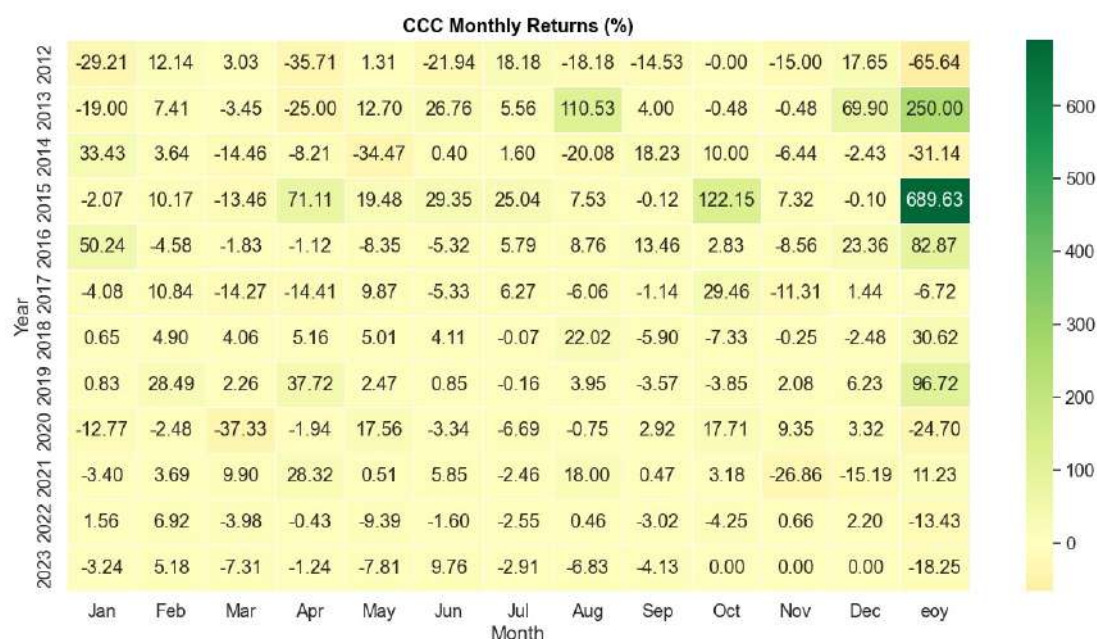 CCC Monthly Returns (%)
2012 -29.21 12.14 3.03 -35.71 1.31 -21.94 18.18 -18.18 -14.53 -0.00 -15.00 17.65 -65.64
2013 -19.00 7.41 -3.45 -25.00 12.70 26.76 5.56 110.53 4.00 -0.48 -0.48 69.90 250.00
2014 33.43 3.64 -14.46 -8.21 -34.47 0.40 1.60 -20.08 18.23 10.00 -6.44 -2.43 -31.14
2015 -2.07 10.17 -13.46 71.11 19.48 29.35 25.04 7.53 -0.12 122.15 7.32 -0.10 689.63
2016 50.24 -4.58 -1.83 -1.12 -8.35 -5.32 5.79 8.76 13.46 2.83 -8.56 23.36 82.87
2017 -4.08 10.84 -14.27 -14.41 9.87 -5.33 6.27 -6.06 -1.14 29.46 -11.31 1.44 -6.72
2018 0.65 4.90 4.06 5.16 5.01 4.11 -0.07 22.02 -5.90 -7.33 -0.25 -2.48 30.62
2019 0.83 28.49 2.26 37.72 2.47 0.85 -0.16 3.95 -3.57 -3.85 2.08 6.23 96.72
2020 -12.77 -2.48 -37.33 -1.94 17.56 -3.34 -6.69 -0.75 2.92 17.71 9.35 3.32 -24.70
2021 -3.40 3.69 9.90 28.32 0.51 5.85 -2.46 18.00 0.47 3.18 -26.86 -15.19 11.23
2022 1.56 6.92 -3.98 -0.43 -9.39 -1.60 -2.55 0.46 -3.02 -4.25 0.66 2.20 -13.43
2023 -3.24 5.18 -7.31 -1.24 -7.81 9.76 -2.91 -6.83 -4.13 0.00 0.00 0.00 -18.25
Year
Jan Feb Mar Apr May Jun Jul Aug Sep Oct Nov Dec eoy
Month
600
500
400
300
200
100
0